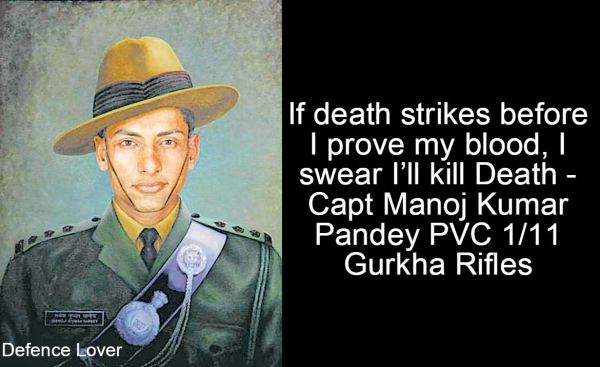 If death strikes before
I prove my blood, I
swear I’ll kill Death -
Capt Manoj Kumar
Pandey PVC 1/11
Gurkha Rifles
Defence Lover